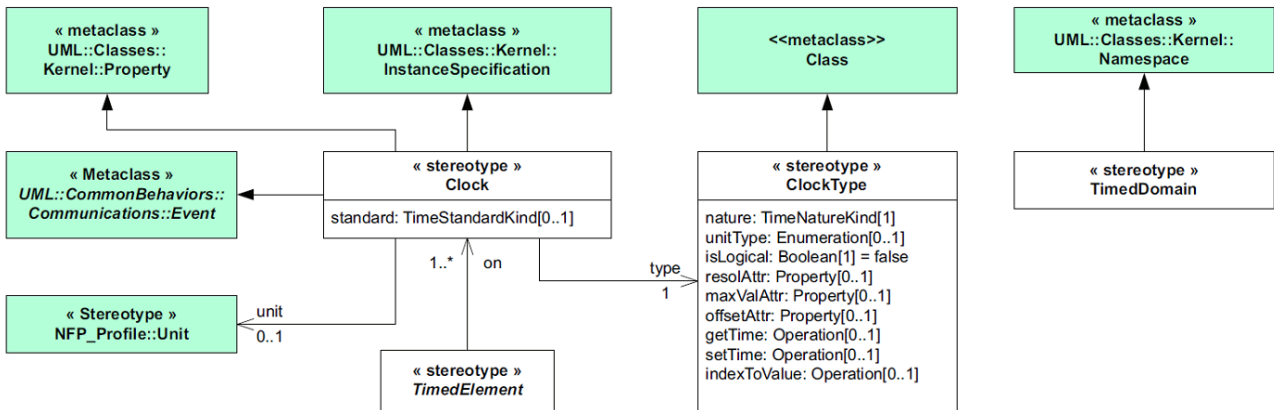 « metaclass »
UML::Classes::
Kernel::Property
« metaclass »
UML::Classes::Kernel::
InstanceSpecification
<<metaclass>>
Class
« metaclass »
UML::Classes::Kernel::
Namespace
« Metaclass »
UML::CommonBehaviors::
Communications::Event
« stereotype »
Clock
standard: TimeStandardKind[0..1]
« stereotype »
ClockType
nature: TimeNatureKind[1]
unitType: Enumeration[0..1]
isLogical: Boolean[1] = false
resolAttr: Property[0..1]
maxValAttr: Property[0..1]
offsetAttr: Property[0..1]
getTime: Operation[0..1]
setTime: Operation[0..1]
indexToValue: Operation[0..1]
« stereotype »
TimedDomain
1..*
on
type
1
« Stereotype »
NFP_Profile::Unit
unit
0..1
« stereotype »
TimedElement